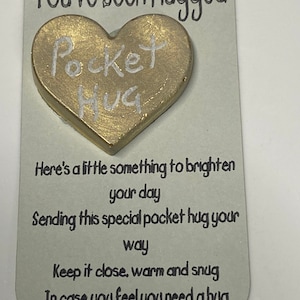 You've been hugged
Pocket
Hug
Here's a little something to brighten
your day
Sending this special pocket hug your
way
Keep it close, warm and snug
In case you feel you need a hug